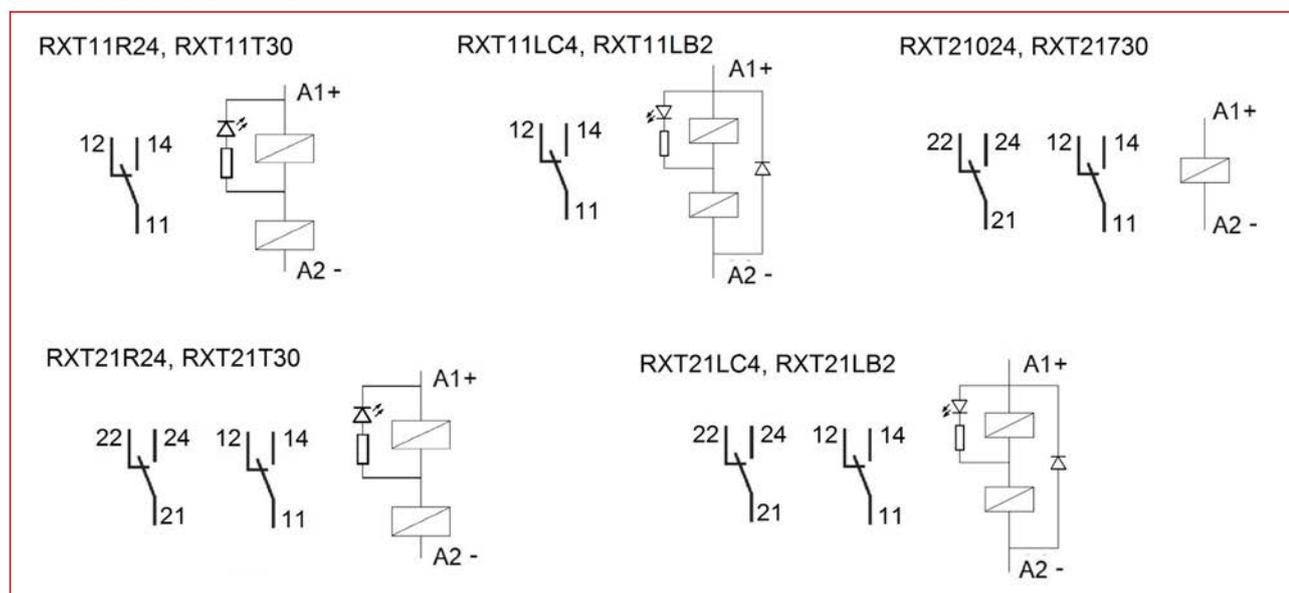 RXT11R24, RXT11T30
A1+
12 14
11
A2 -
RXT11LC4, RXT11LB2
A1+
12 14
11
A2 -
RXT21024, RXT21730
A1+
22 24 12 14
21 11
A2 -
RXT21R24, RXT21T30
A1+
22 24 12 14
21 11
A2 -
RXT21LC4, RXT21LB2
A1+
22 24 12 14
21 11
A2 -